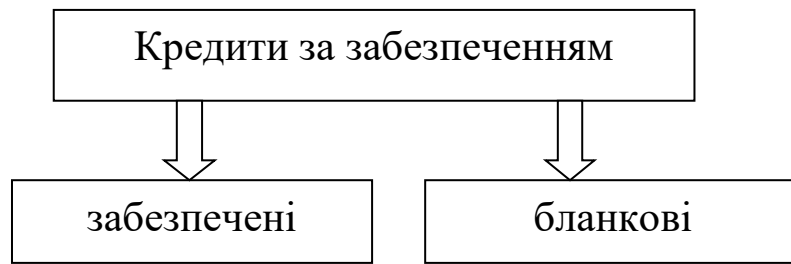 Кредити за забезпеченням
забезпечені
бланкові